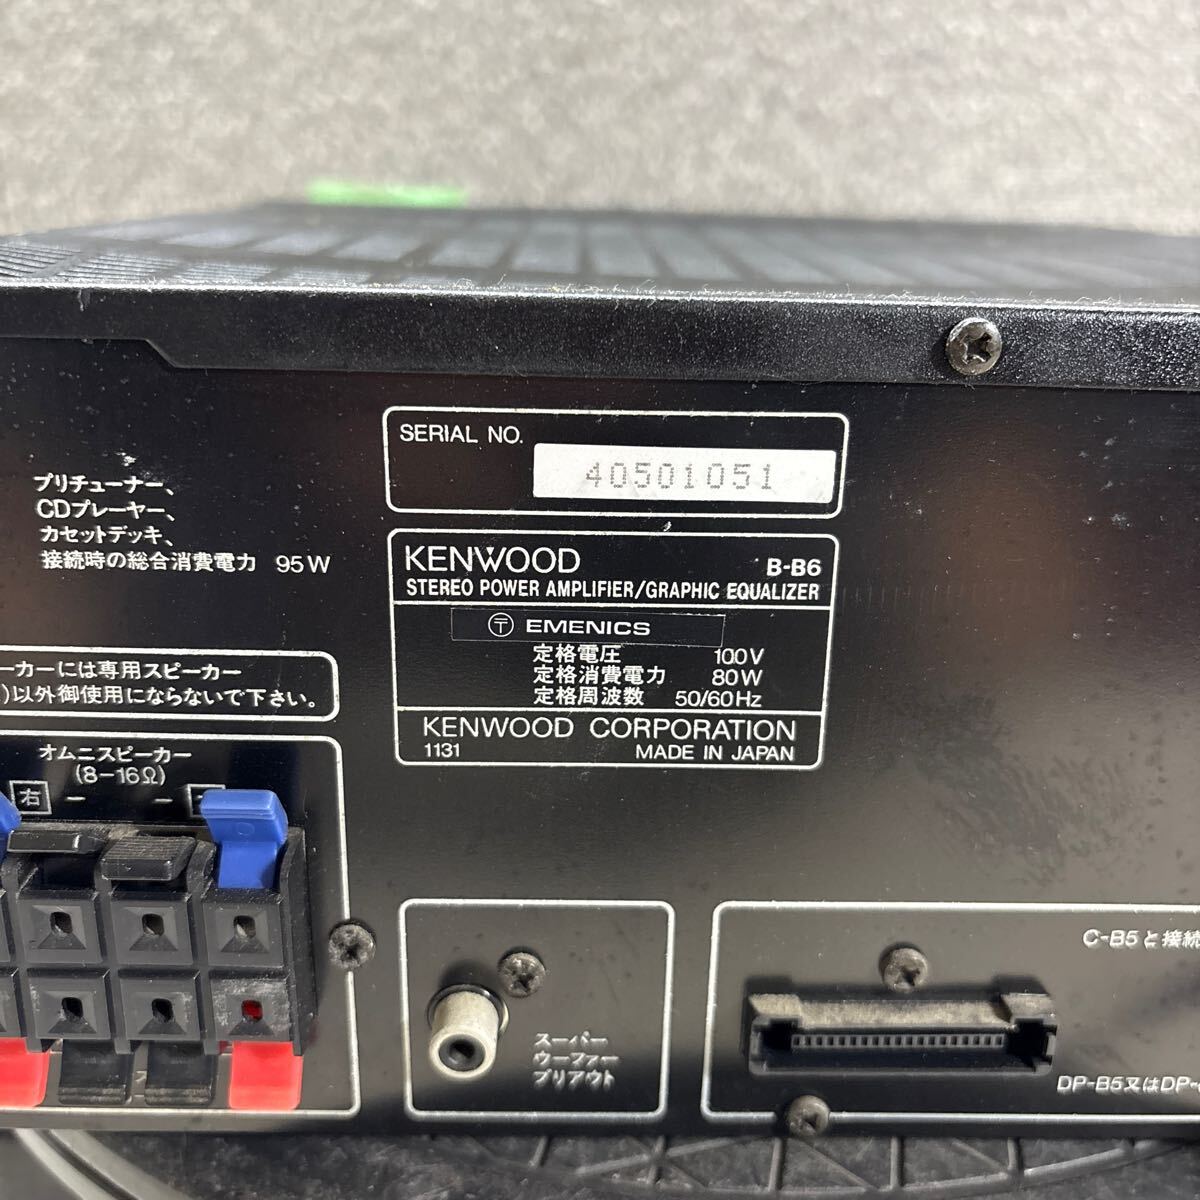 SERIAL NO.
40501051
プリチューナー、
CDプレーヤー、
カセットデッキ、
接続時の総合消費電力 95W
KENWOOD B-B6
STEREO POWER AMPLIFIER/GRAPHIC EQUALIZER
〒 EMENICS
定格電圧 100V
定格消費電力 80W
定格周波数 50/60Hz
KENWOOD CORPORATION
1131 MADE IN JAPAN
ーカーには専用スピーカー
)以外御使用にならないで下さい。
オムニスピーカー
(8-16Ω)
右 − −
スーパー
ウーファー
プリアウト
C-B5と接続
DP-B5又はDP-